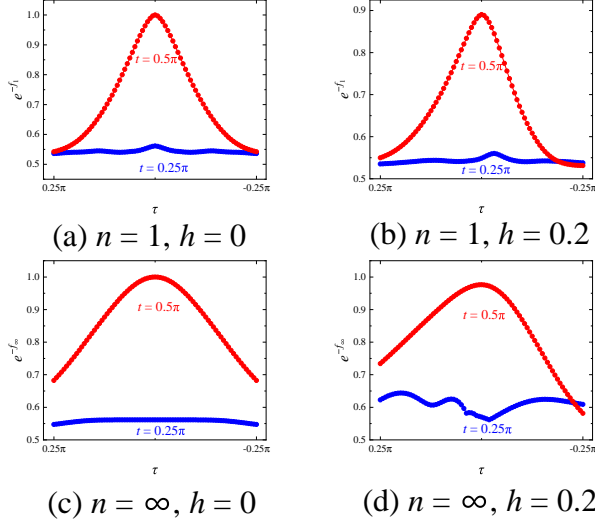 1.0
0.9
0.8
0.7
0.6
0.5
e^{-f_1}
t = 0.5π
t = 0.25π
0.25π
-0.25π
τ
(a) n = 1, h = 0
0.9
0.8
0.7
0.6
0.5
e^{-f_1}
t = 0.5π
t = 0.25π
0.25π
-0.25π
τ
(b) n = 1, h = 0.2
1.0
0.9
0.8
0.7
0.6
0.5
e^{-f_∞}
t = 0.5π
t = 0.25π
0.25π
-0.25π
τ
(c) n = ∞, h = 0
1.0
0.9
0.8
0.7
0.6
0.5
e^{-f_∞}
t = 0.5π
t = 0.25π
0.25π
-0.25π
τ
(d) n = ∞, h = 0.2